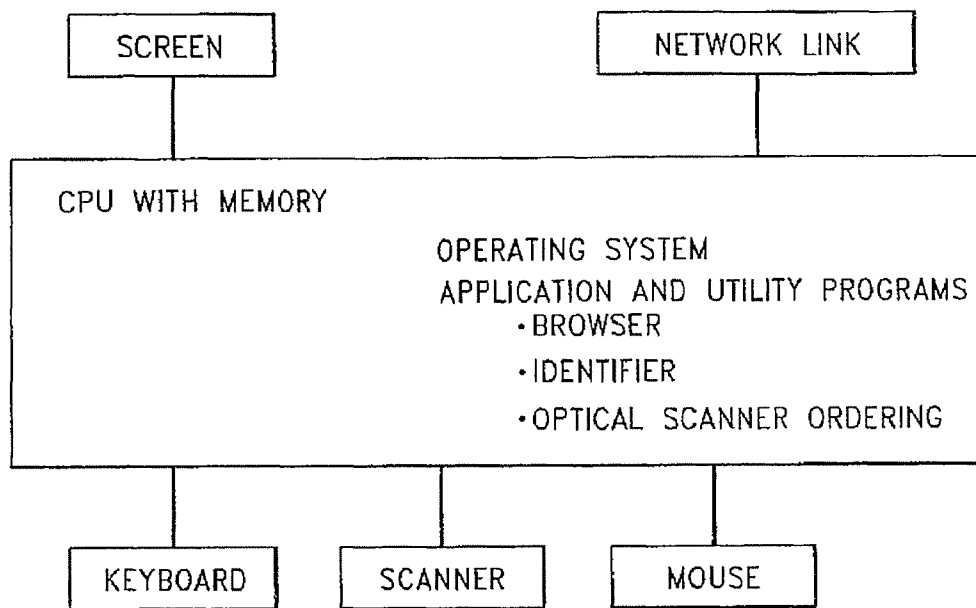 SCREEN
NETWORK LINK
CPU WITH MEMORY
OPERATING SYSTEM
APPLICATION AND UTILITY PROGRAMS
•BROWSER
•IDENTIFIER
•OPTICAL SCANNER ORDERING
KEYBOARD
SCANNER
MOUSE